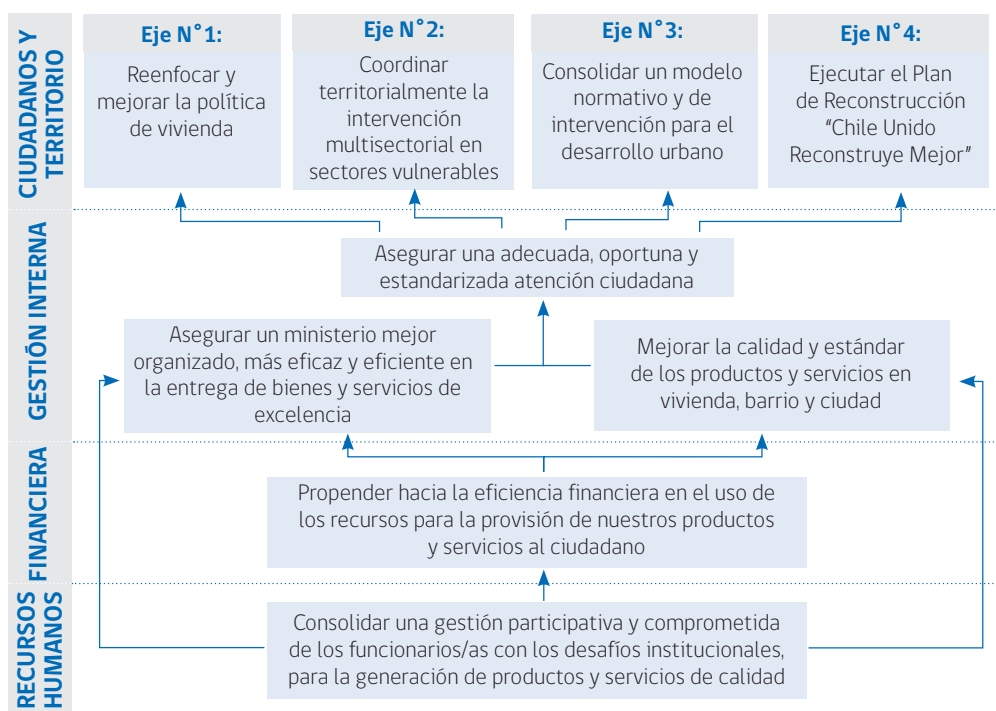 CIUDADANOS Y
TERRITORIO
Eje N°1:
Reenfocar y
mejorar la política
de vivienda
Eje N°2:
Coordinar
territorialmente la
intervención
multisectorial en
sectores vulnerables
Eje N°3:
Consolidar un modelo
normativo y de
intervención para el
desarrollo urbano
Eje N°4:
Ejecutar el Plan
de Reconstrucción
“Chile Unido
Reconstruye Mejor”
GESTIÓN INTERNA
Asegurar una adecuada, oportuna y
estandarizada atención ciudadana
Asegurar un ministerio mejor
organizado, más eficaz y eficiente en
la entrega de bienes y servicios de
excelencia
Mejorar la calidad y estándar
de los productos y servicios en
vivienda, barrio y ciudad
FINANCIERA
Propender hacia la eficiencia financiera en el uso de
los recursos para la provisión de nuestros productos
y servicios al ciudadano
RECURSOS
HUMANOS
Consolidar una gestión participativa y comprometida
de los funcionarios/as con los desafíos institucionales,
para la generación de productos y servicios de calidad